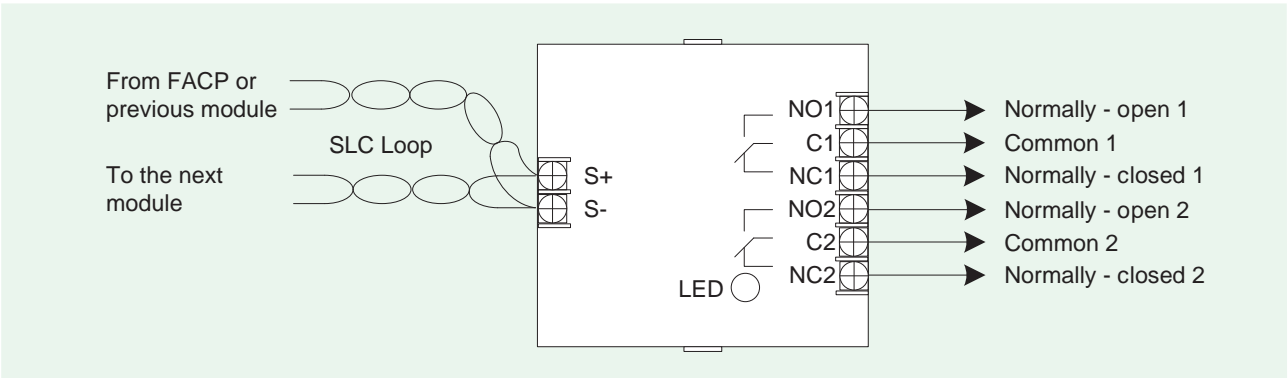 From FACP or
previous module
SLC Loop
To the next
module
S+
S-
NO1
C1
NC1
NO2
C2
NC2
LED
Normally - open 1
Common 1
Normally - closed 1
Normally - open 2
Common 2
Normally - closed 2